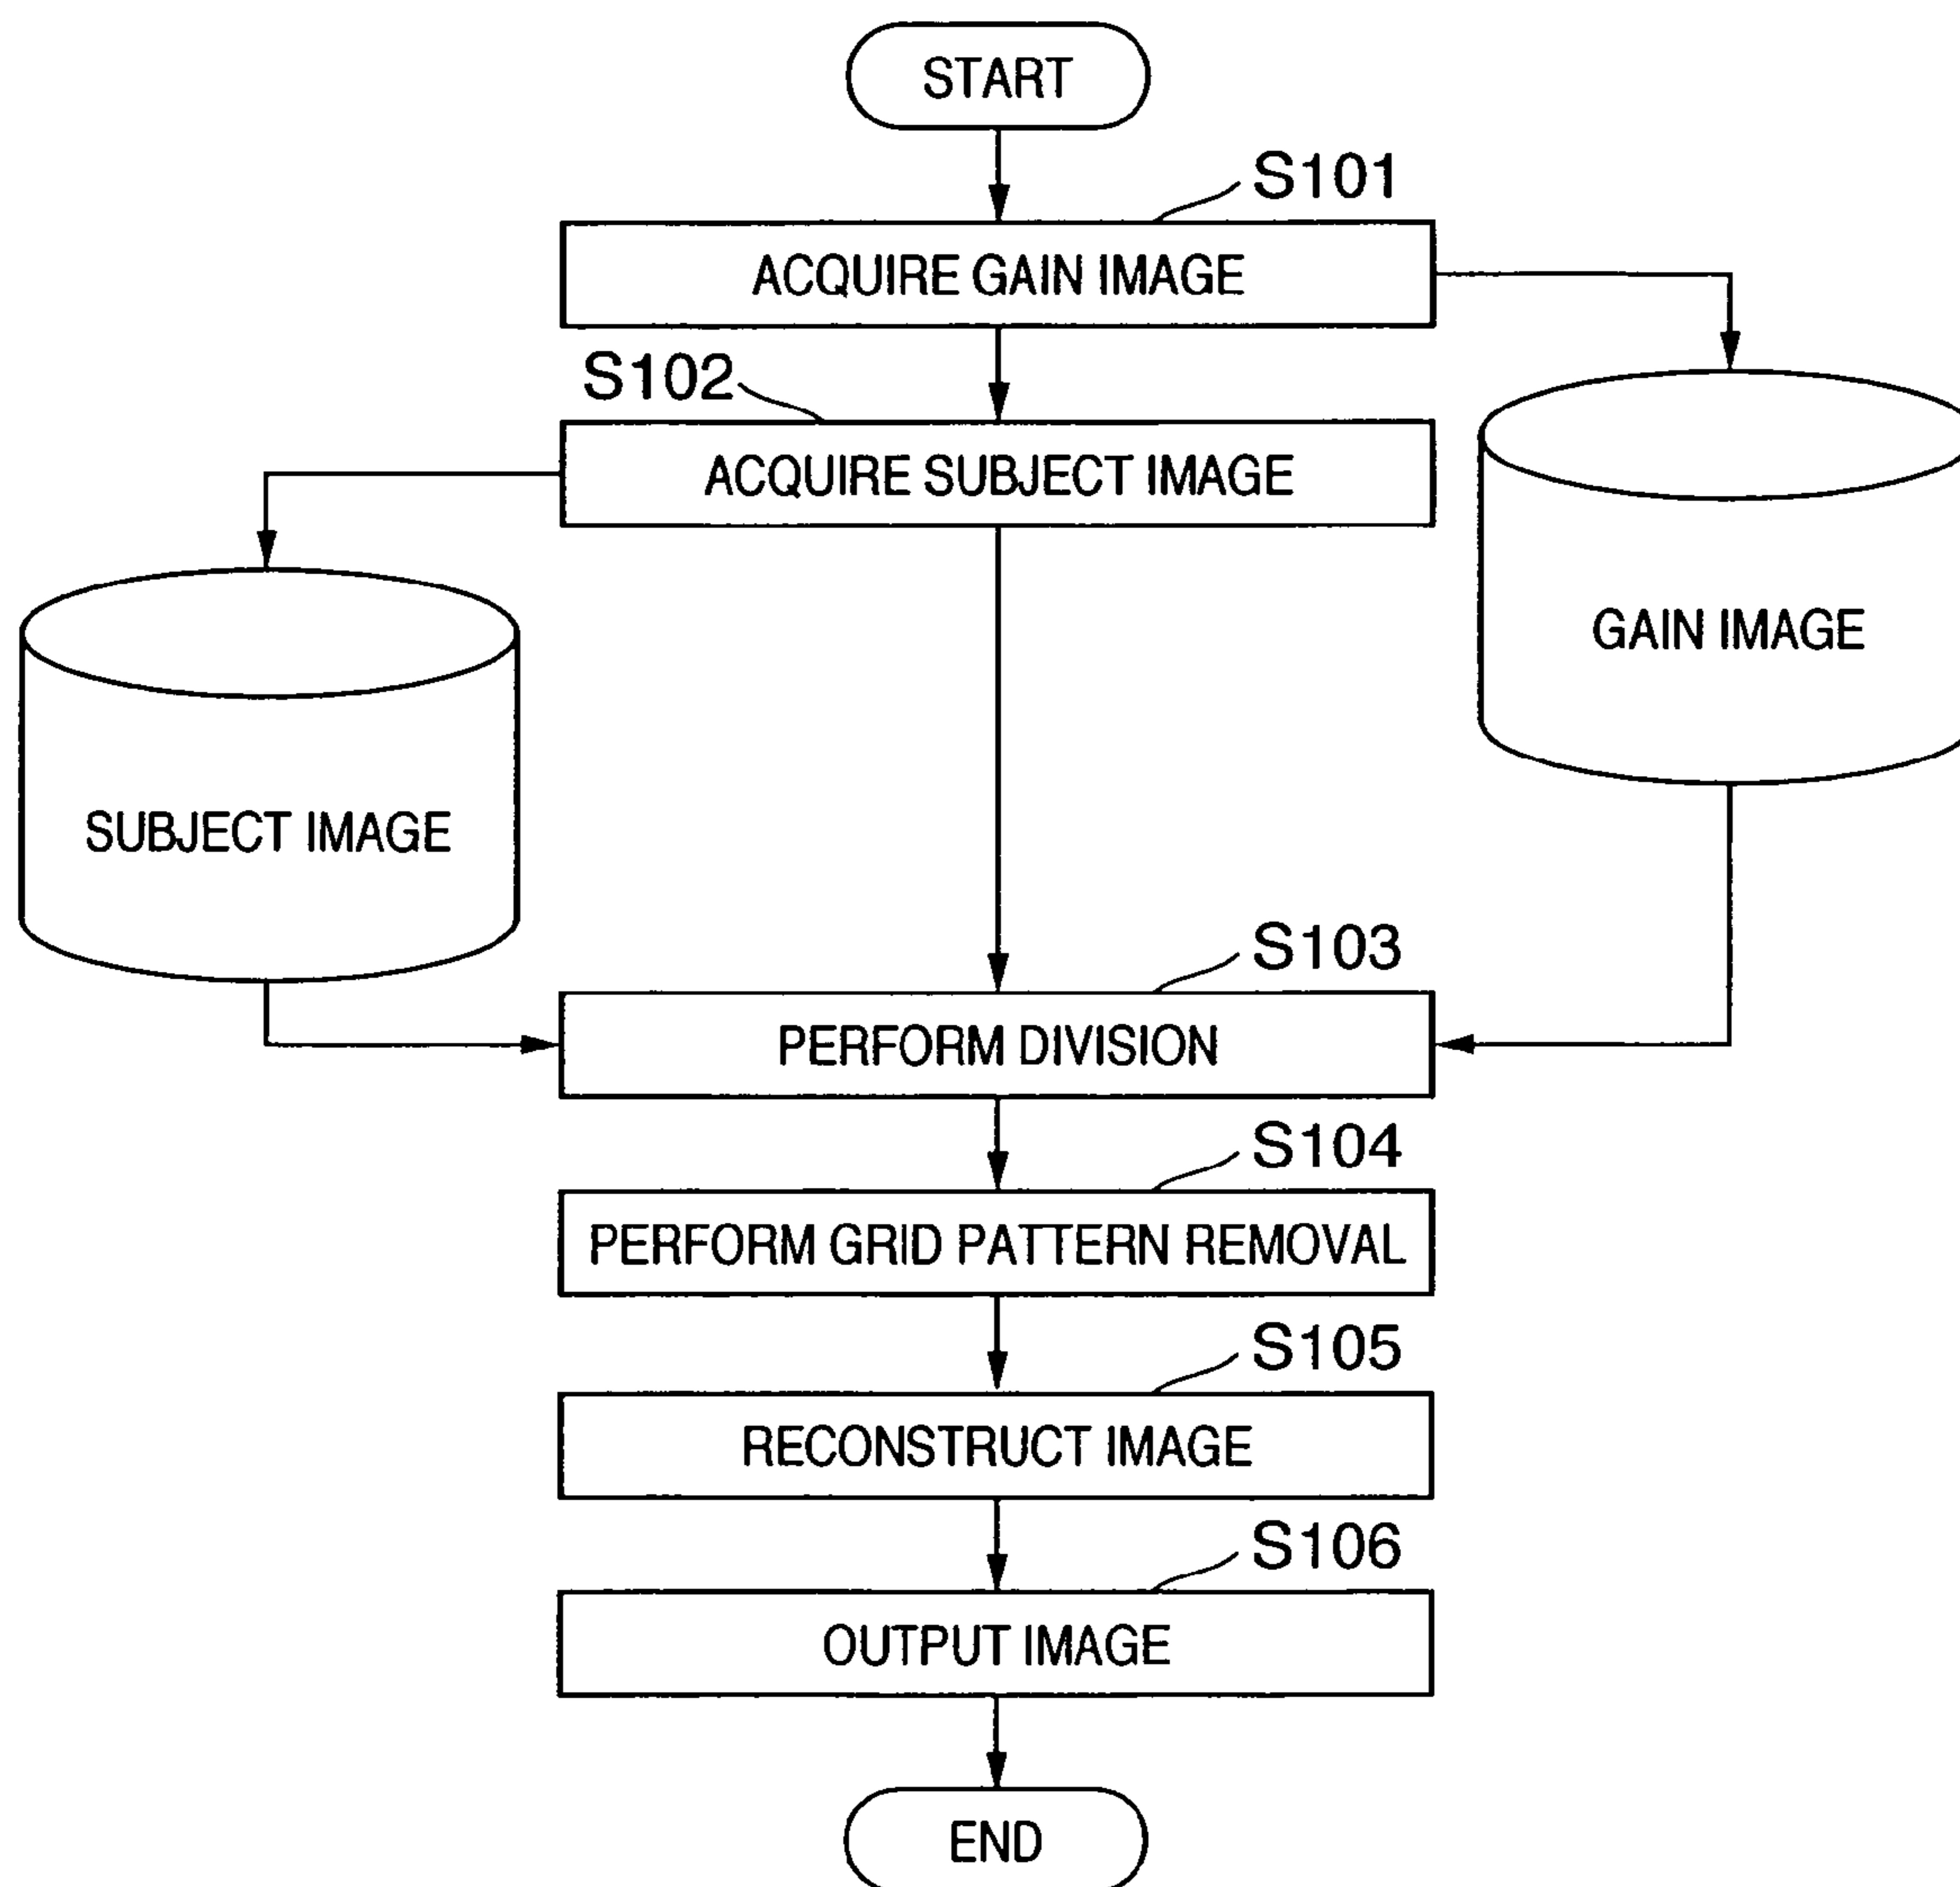 START
S101
ACQUIRE GAIN IMAGE
S102
ACQUIRE SUBJECT IMAGE
GAIN IMAGE
SUBJECT IMAGE
S103
PERFORM DIVISION
S104
PERFORM GRID PATTERN REMOVAL
S105
RECONSTRUCT IMAGE
S106
OUTPUT IMAGE
END